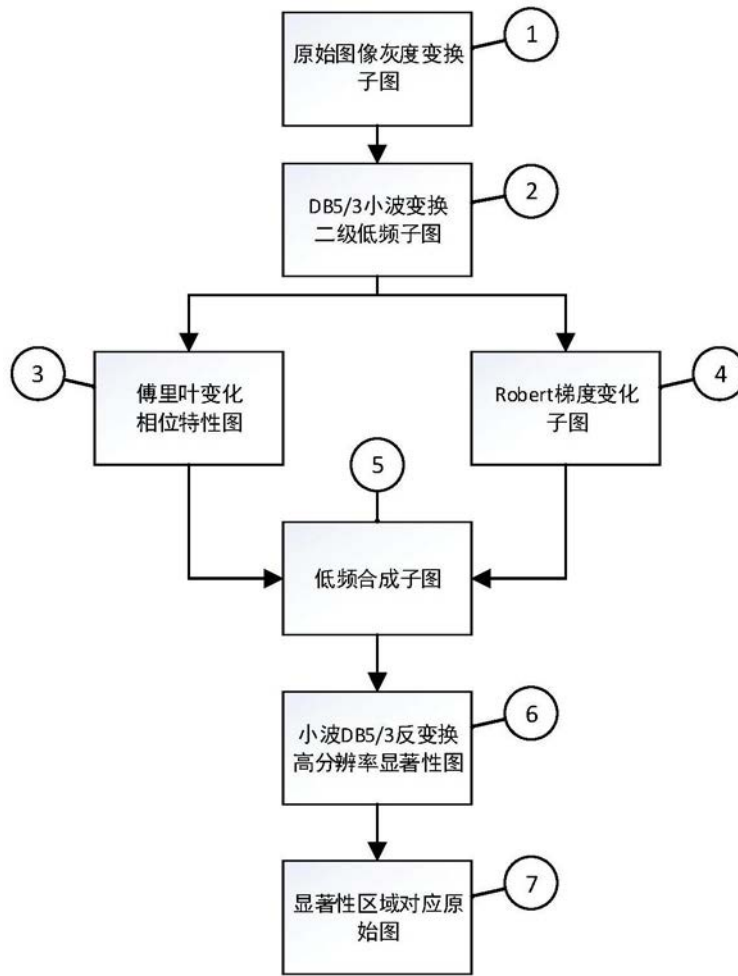 原始图像灰度变换
子图
1
DB5/3小波变换
二级低频子图
2
傅里叶变化
相位特性图
3
Robert梯度变化
子图
4
5
低频合成子图
小波DB5/3反变换
高分辨率显著性图
6
显著性区域对应原
始图
7